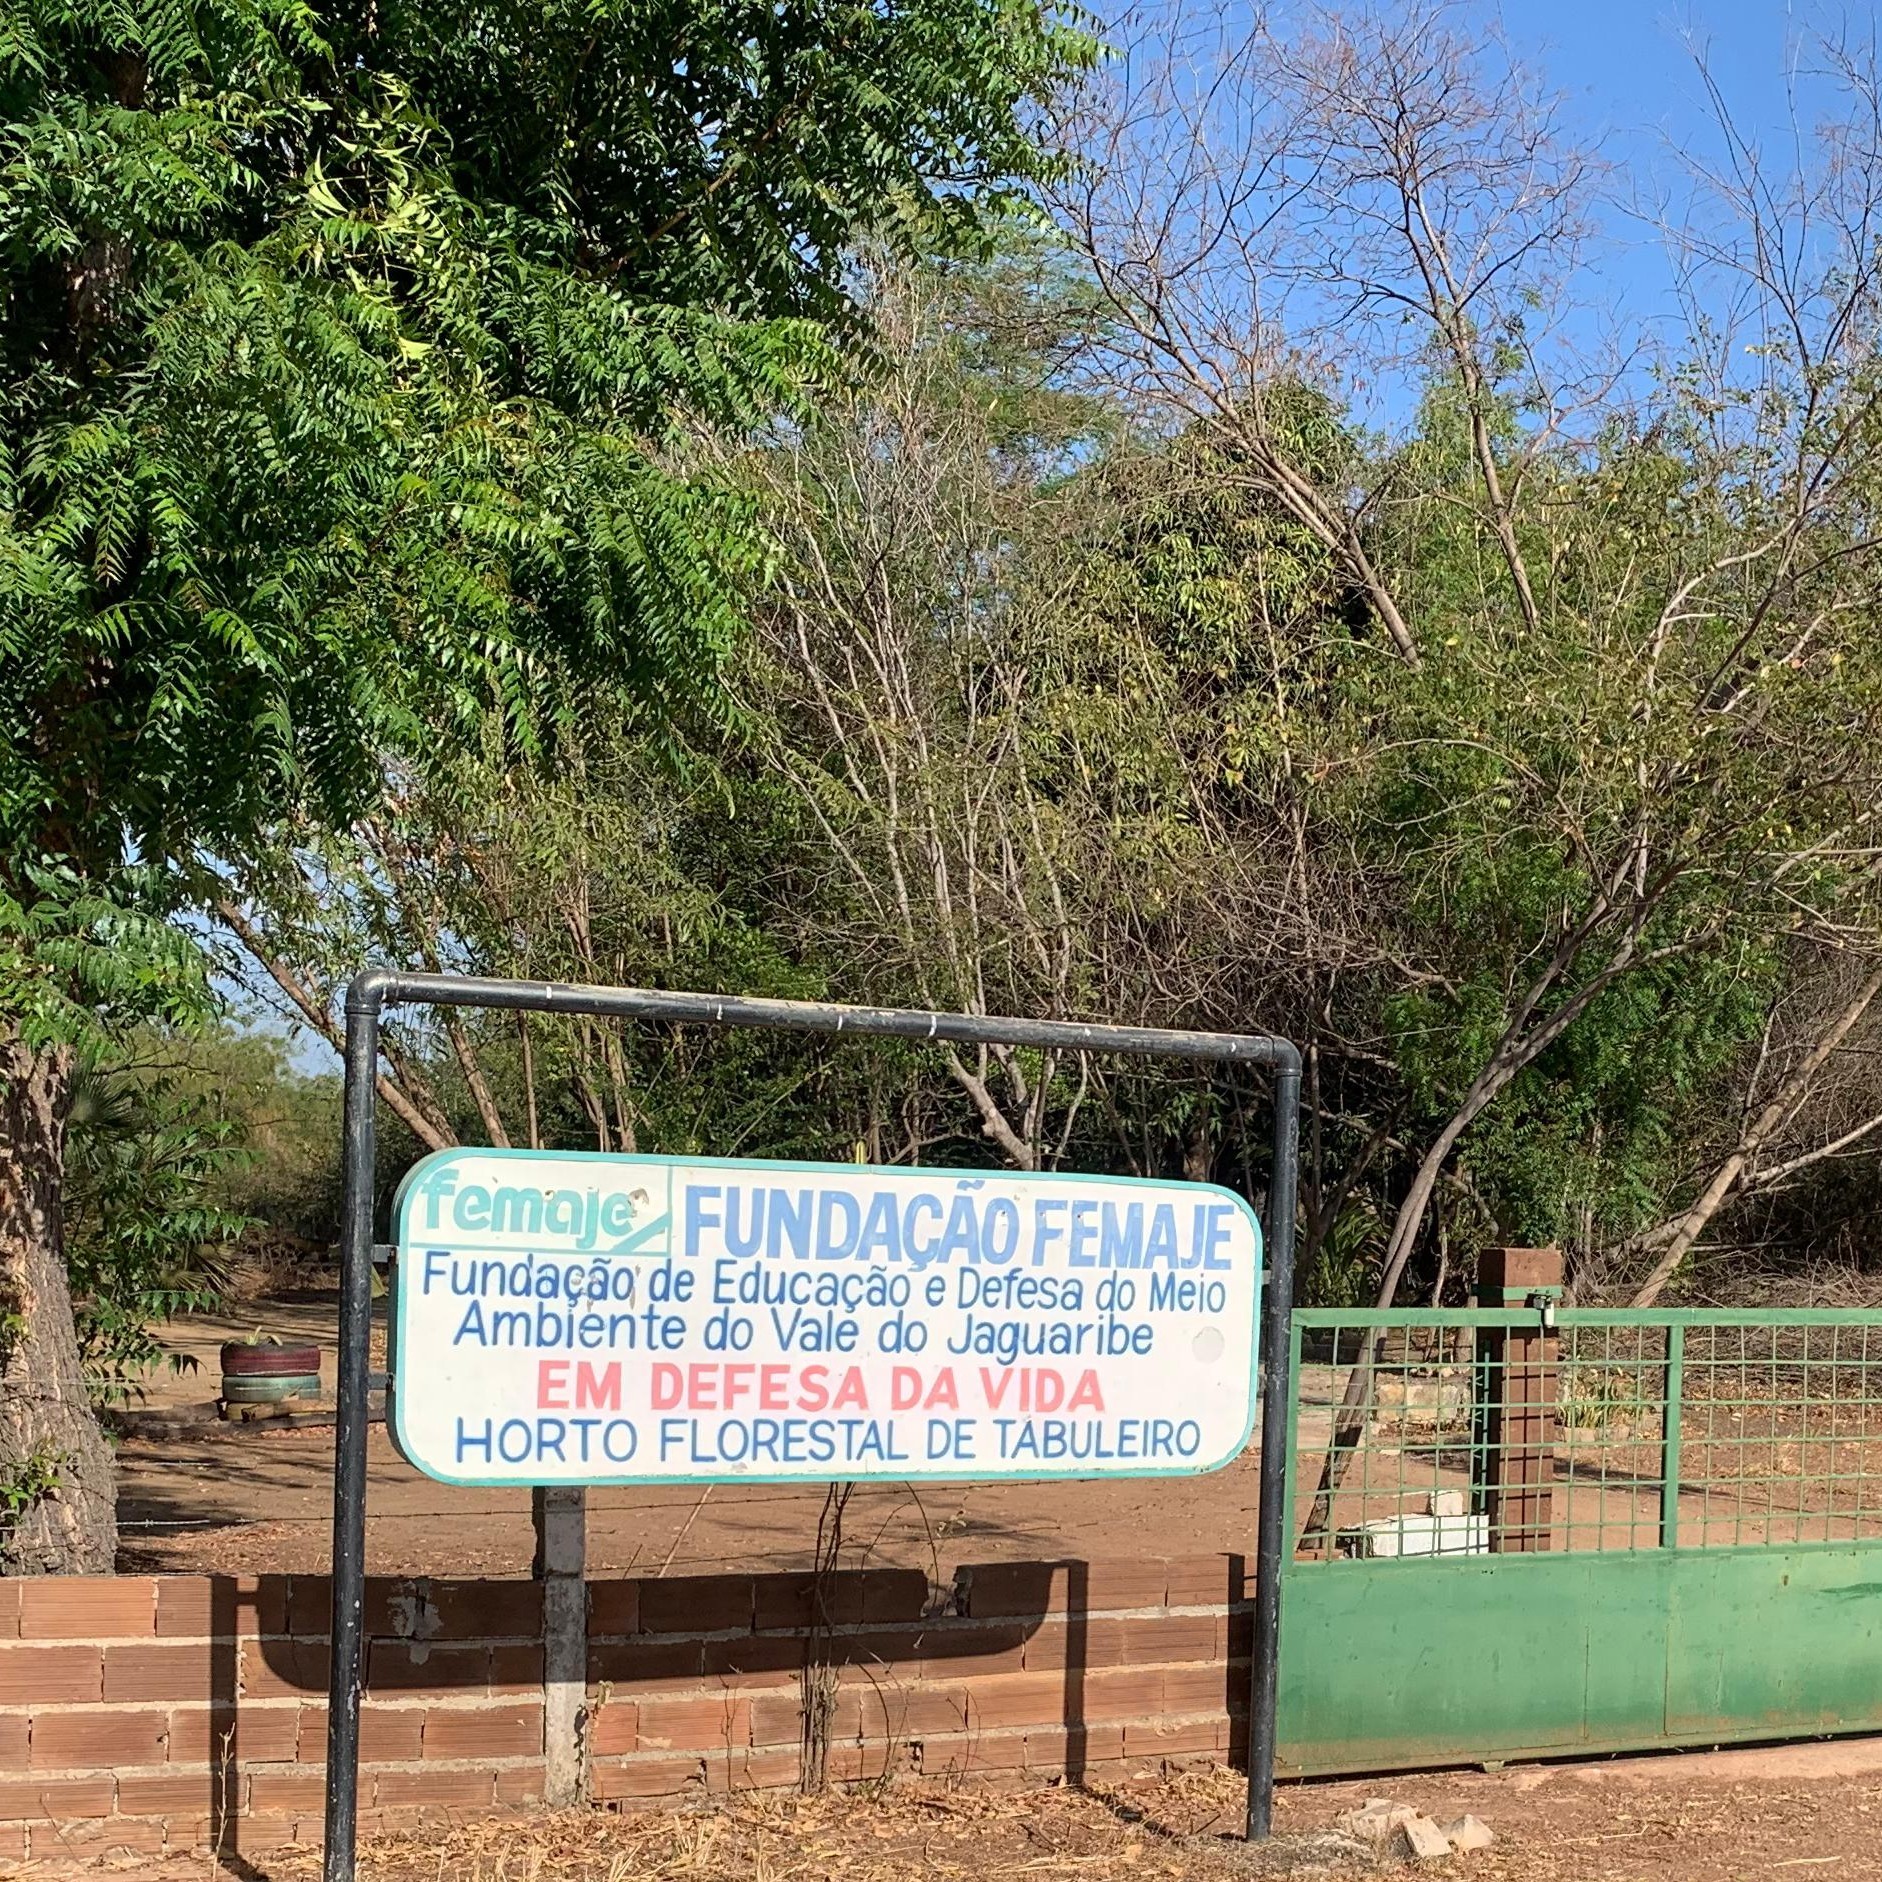 femaje
FUNDAÇÃO FEMAJE
Fundação de Educação e Defesa do Meio
Ambiente do Vale do Jaguaribe
EM DEFESA DA VIDA
HORTO FLORESTAL DE TABULEIRO